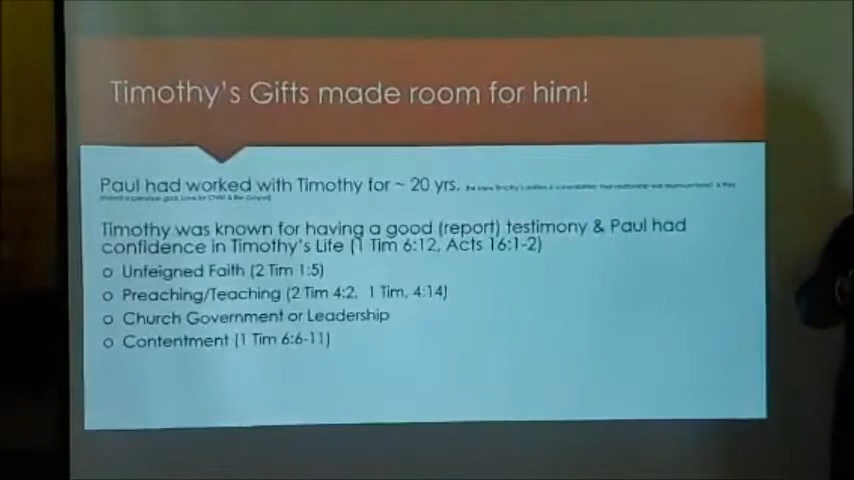 Timothy's Gifts made room for him!
Paul had worked with Timothy for ~ 20 yrs.
Timothy was known for having a good (report) testimony & Paul had
confidence in Timothy's Life (1 Tim 6:12, Acts 16:1-2)
o Unfeigned Faith (2 Tim 1:5)
o Preaching/Teaching (2 Tim 4:2, 1 Tim, 4:14)
o Church Government or Leadership
o Contentment (1 Tim 6:6-11)